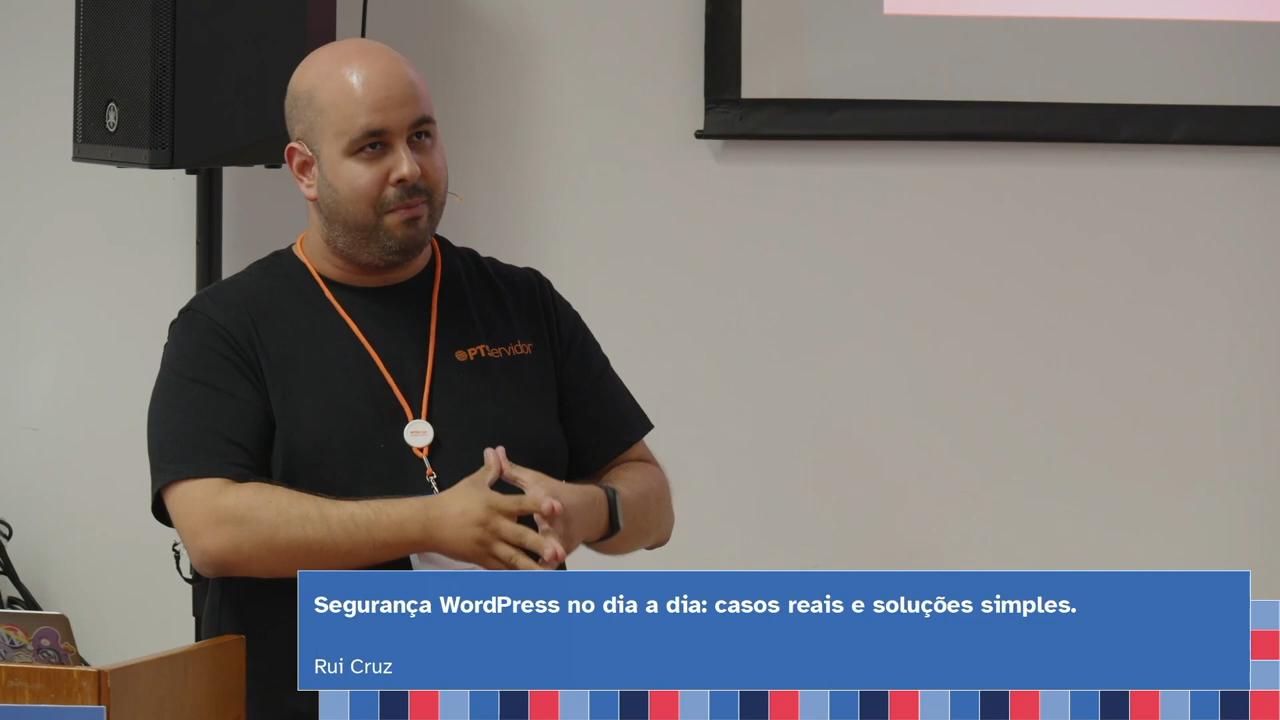 PTServidor
Segurança WordPress no dia a dia: casos reais e soluções simples.
Rui Cruz